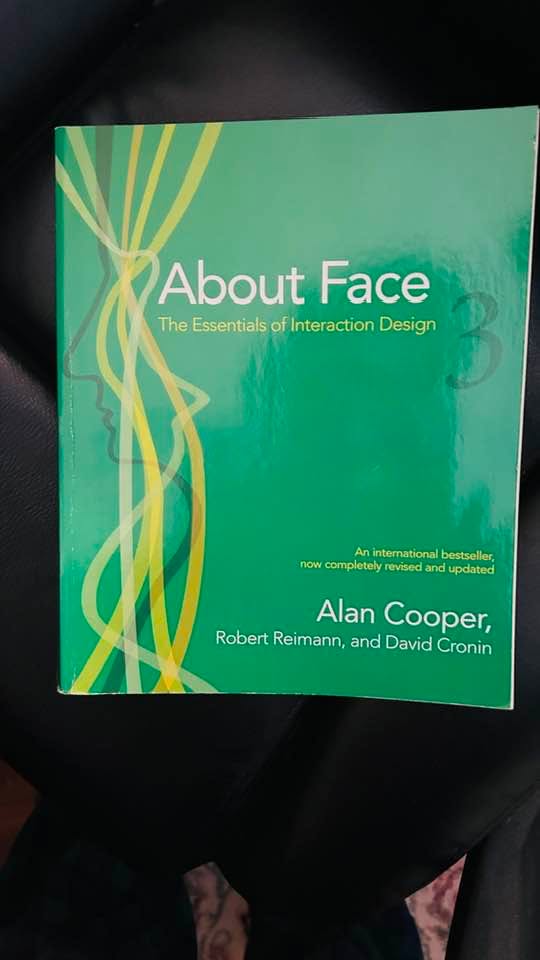 About Face
3
The Essentials of Interaction Design
An international bestseller,
now completely revised and updated
Alan Cooper,
Robert Reimann, and David Cronin